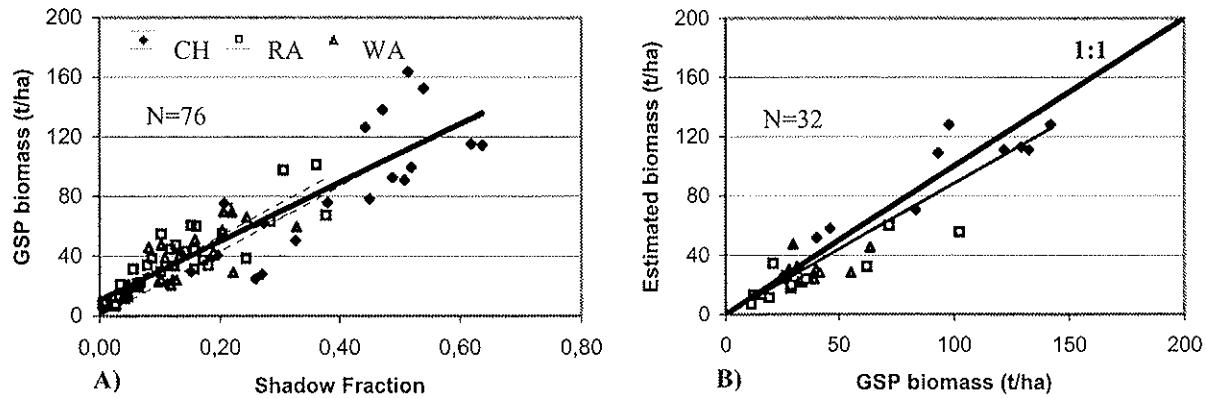 GSP biomass (t/ha)
200
160
120
80
40
0
CH RA WA
N=76
0,00 0,20 0,40 0,60 0,80
A) Shadow Fraction
Estimated biomass (t/ha)
200
160
120
80
40
0
1:1
N=32
0 50 100 150 200
B) GSP biomass (t/ha)